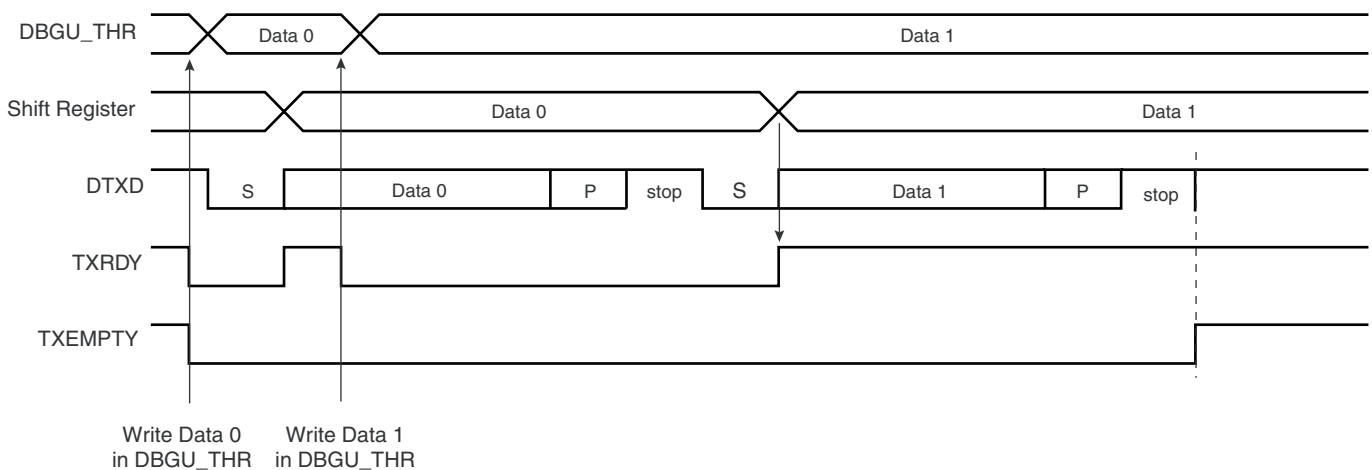 DBGU_THR Data 0 Data 1
Shift Register Data 0 Data 1
DTXD S Data 0 P stop S Data 1 P stop
TXRDY
TXEMPTY
Write Data 0 Write Data 1
in DBGU_THR in DBGU_THR